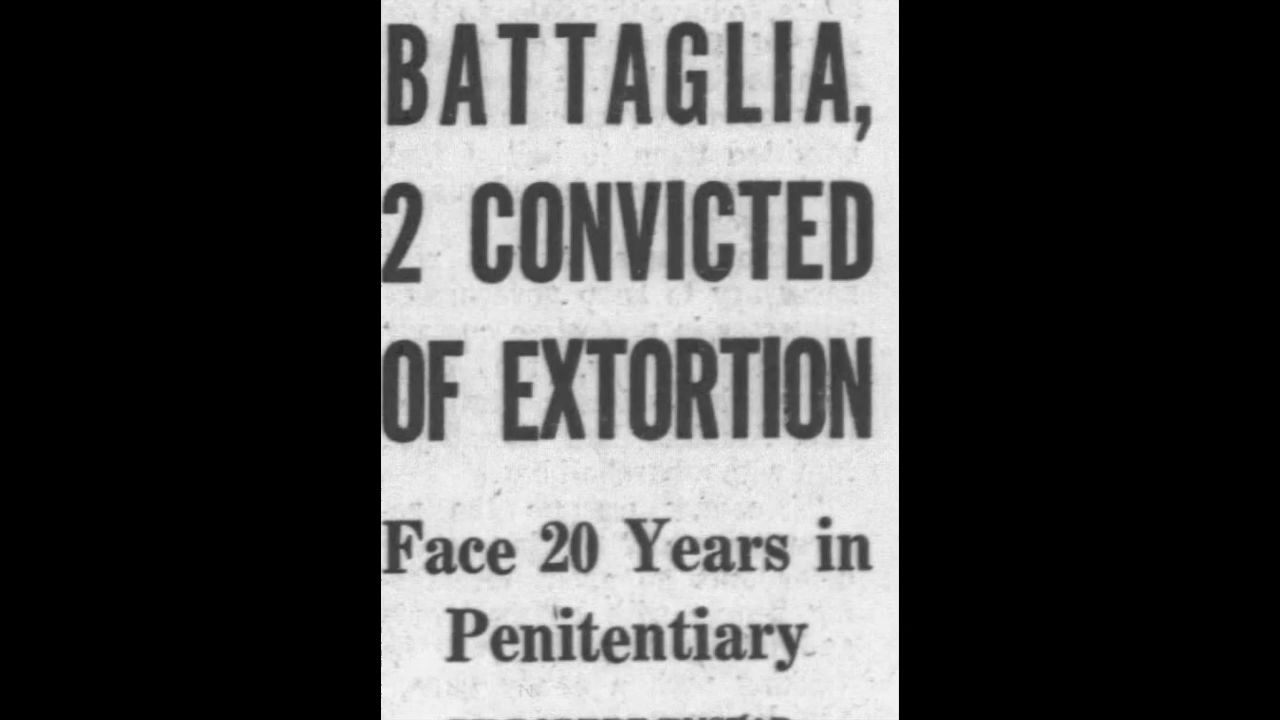 BATTAGLIA,
2 CONVICTED
OF EXTORTION
Face 20 Years in
Penitentiary